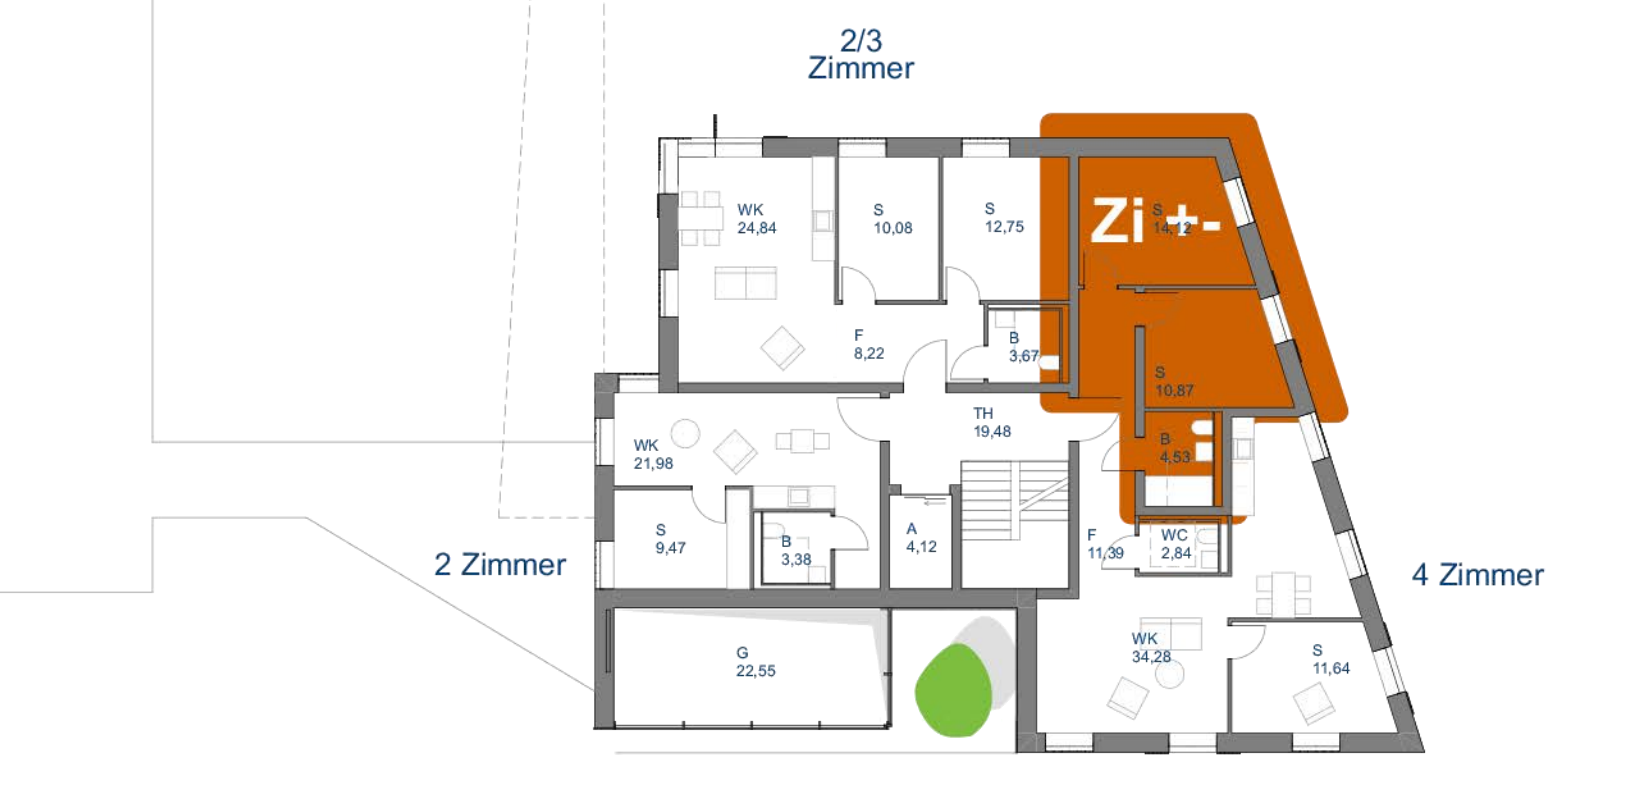 2/3
Zimmer
WK
24,84
S
10,08
S
12,75
Zi +-
S
14,12
F
8,22
B
3,67
S
10,87
WK
21,98
TH
19,48
B
4,53
S
9,47
B
3,38
A
4,12
F
11,39
WC
2,84
2 Zimmer
4 Zimmer
G
22,55
WK
34,28
S
11,64